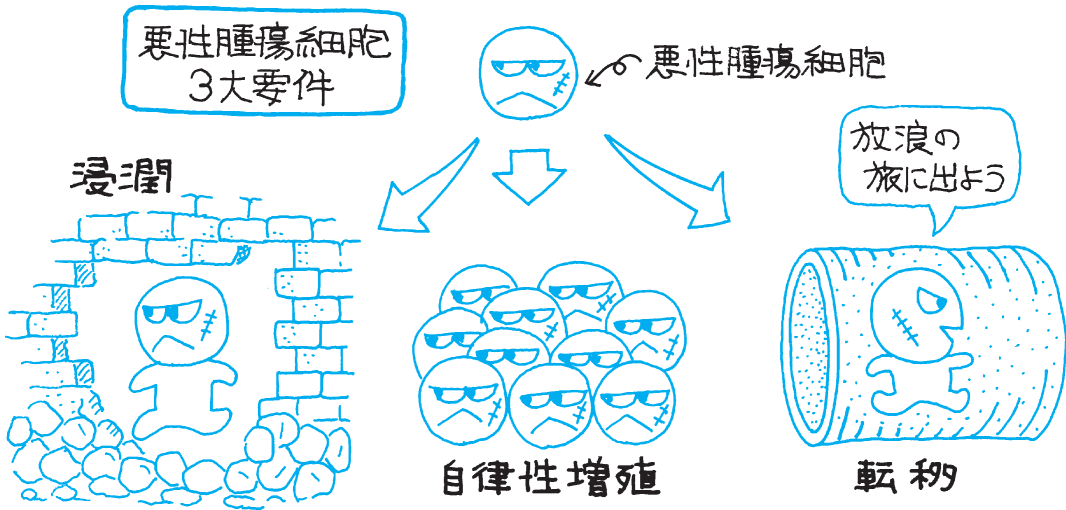 悪性腫瘍細胞
3大要件
悪性腫瘍細胞
放浪の
旅に出よう
浸潤
自律性増殖
転移